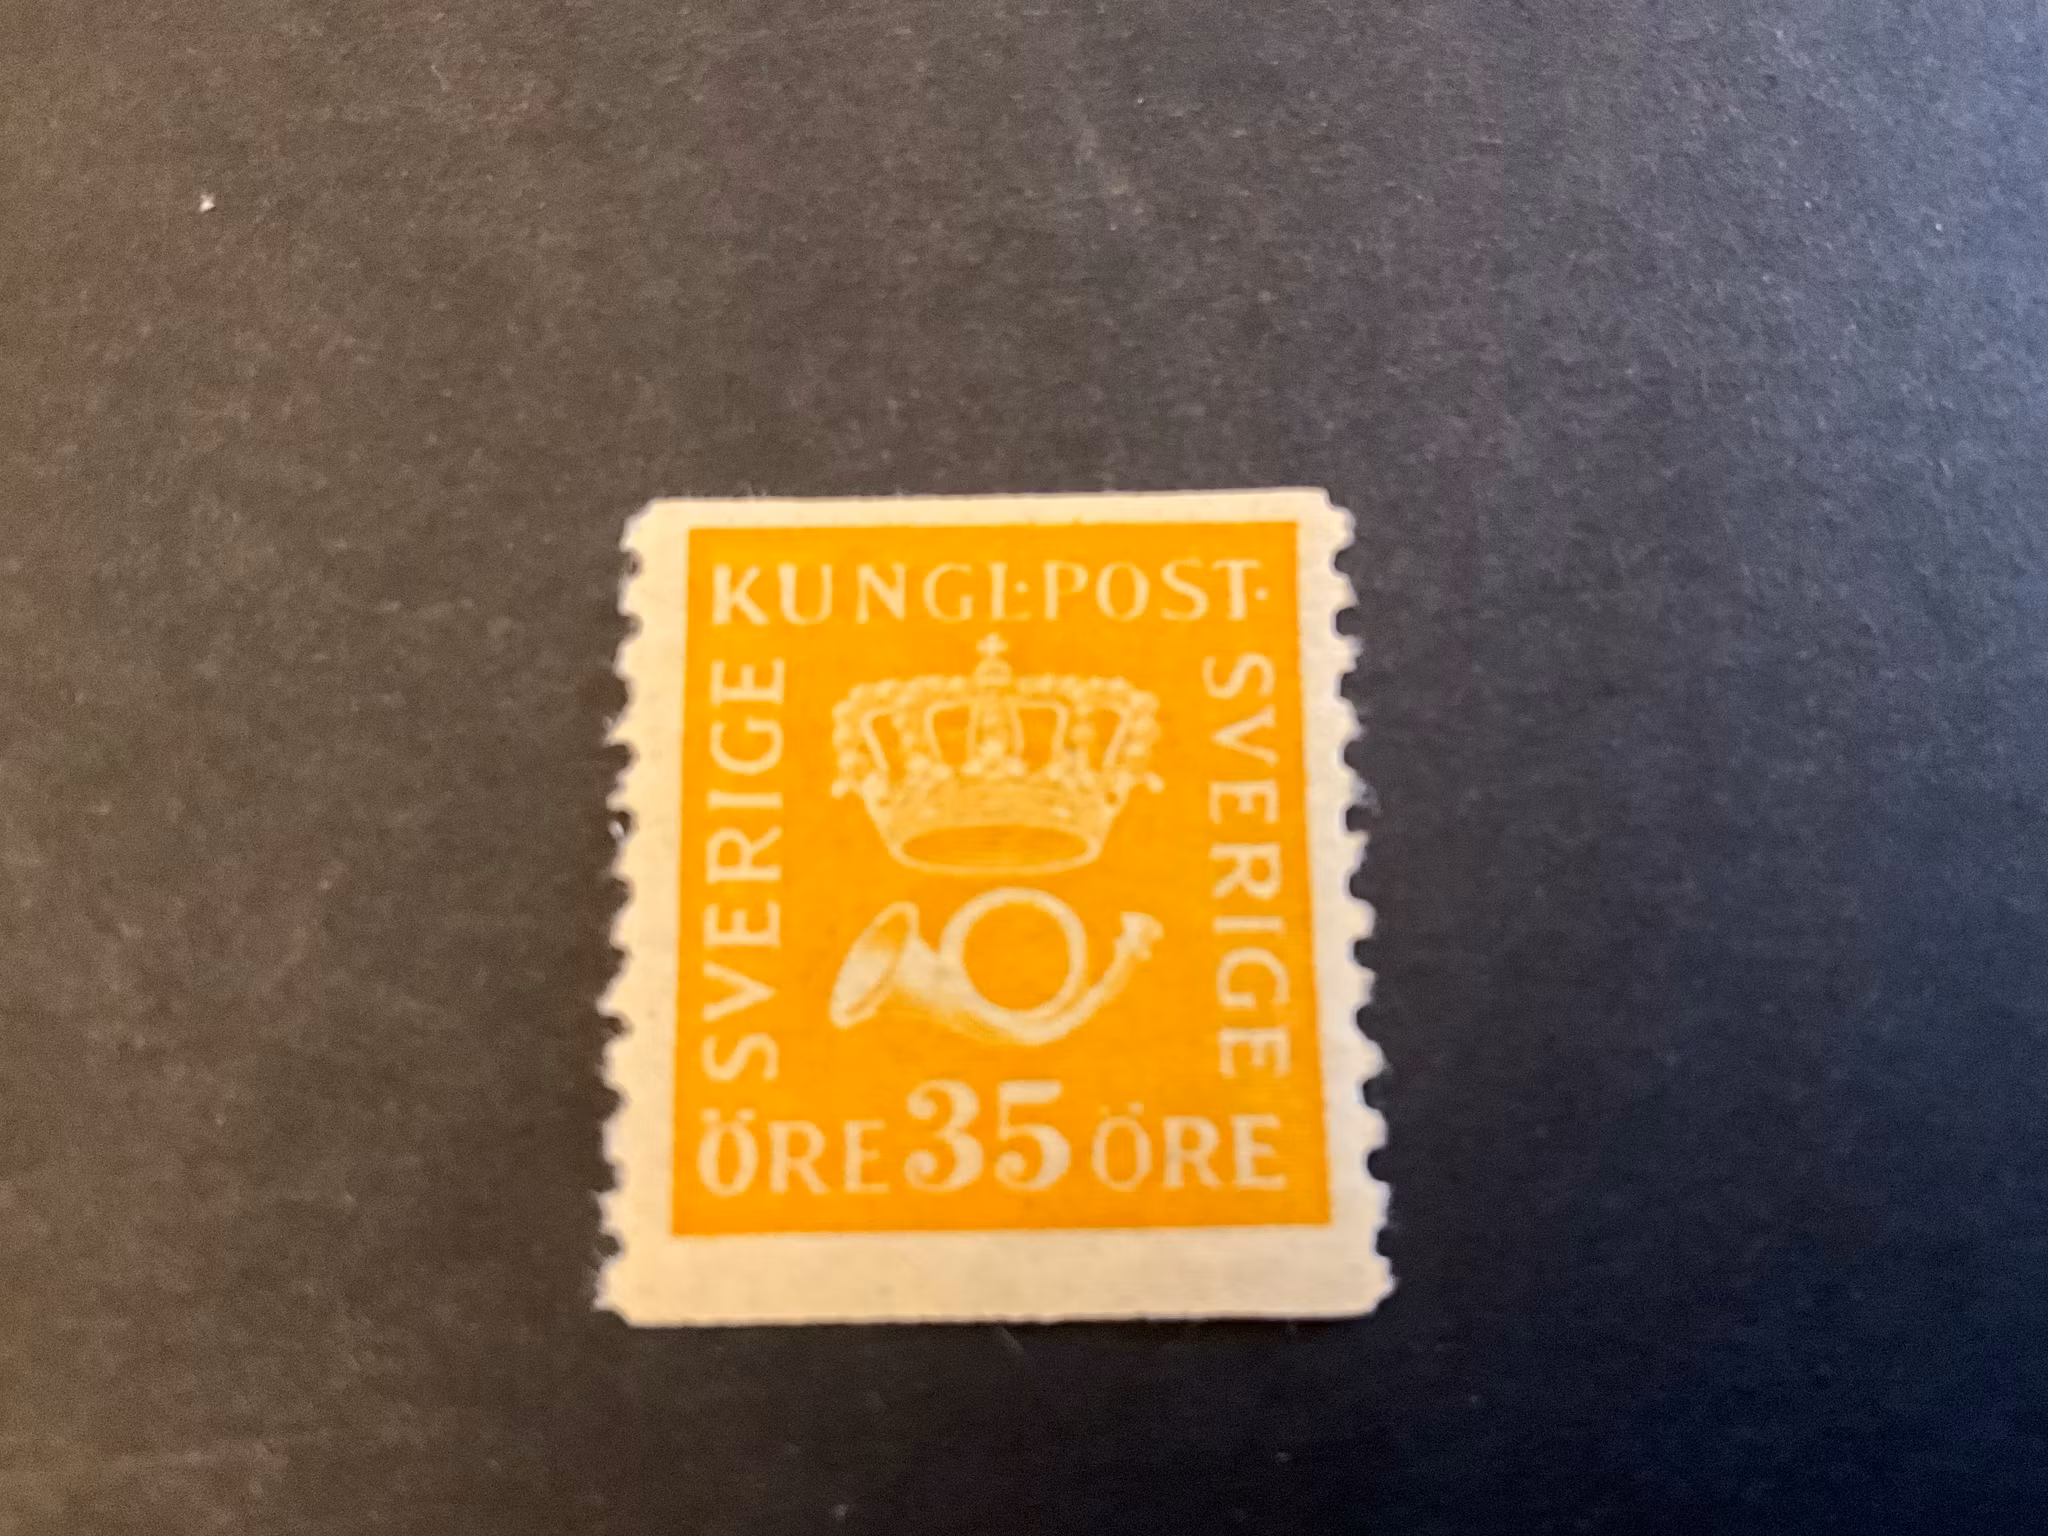 KUNGL·POST·
SVERIGE
SVERIGE
ÖRE 35 ÖRE